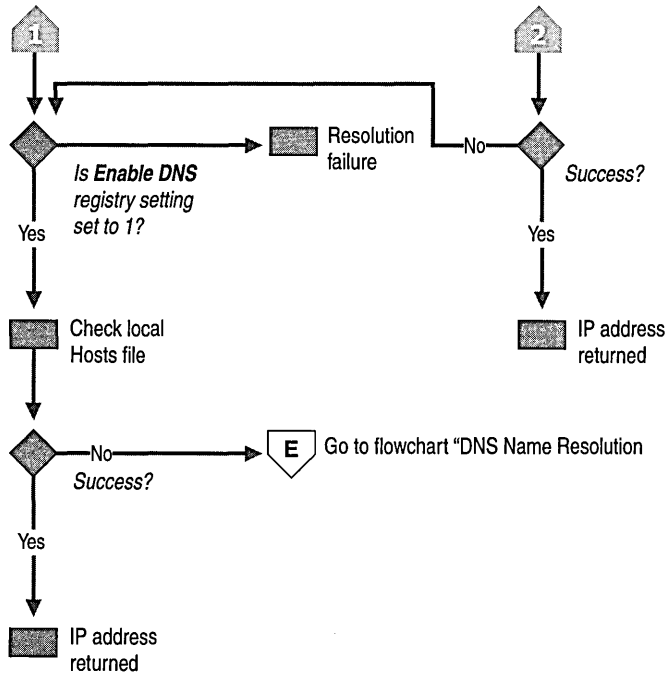 1
2
Resolution
failure
No
Success?
Is Enable DNS
registry setting
set to 1?
Yes
Yes
Check local
Hosts file
IP address
returned
No
Success?
E
Go to flowchart “DNS Name Resolution
Yes
IP address
returned